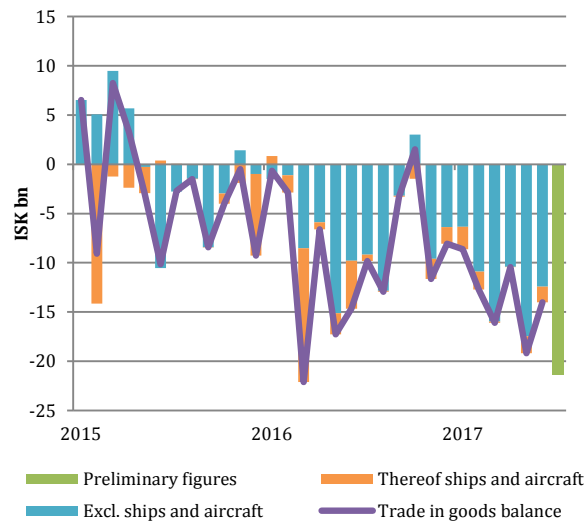 15
10
5
0
-5
-10
-15
-20
-25
ISK bn
2015 2016 2017
Preliminary figures Thereof ships and aircraft
Excl. ships and aircraft Trade in goods balance